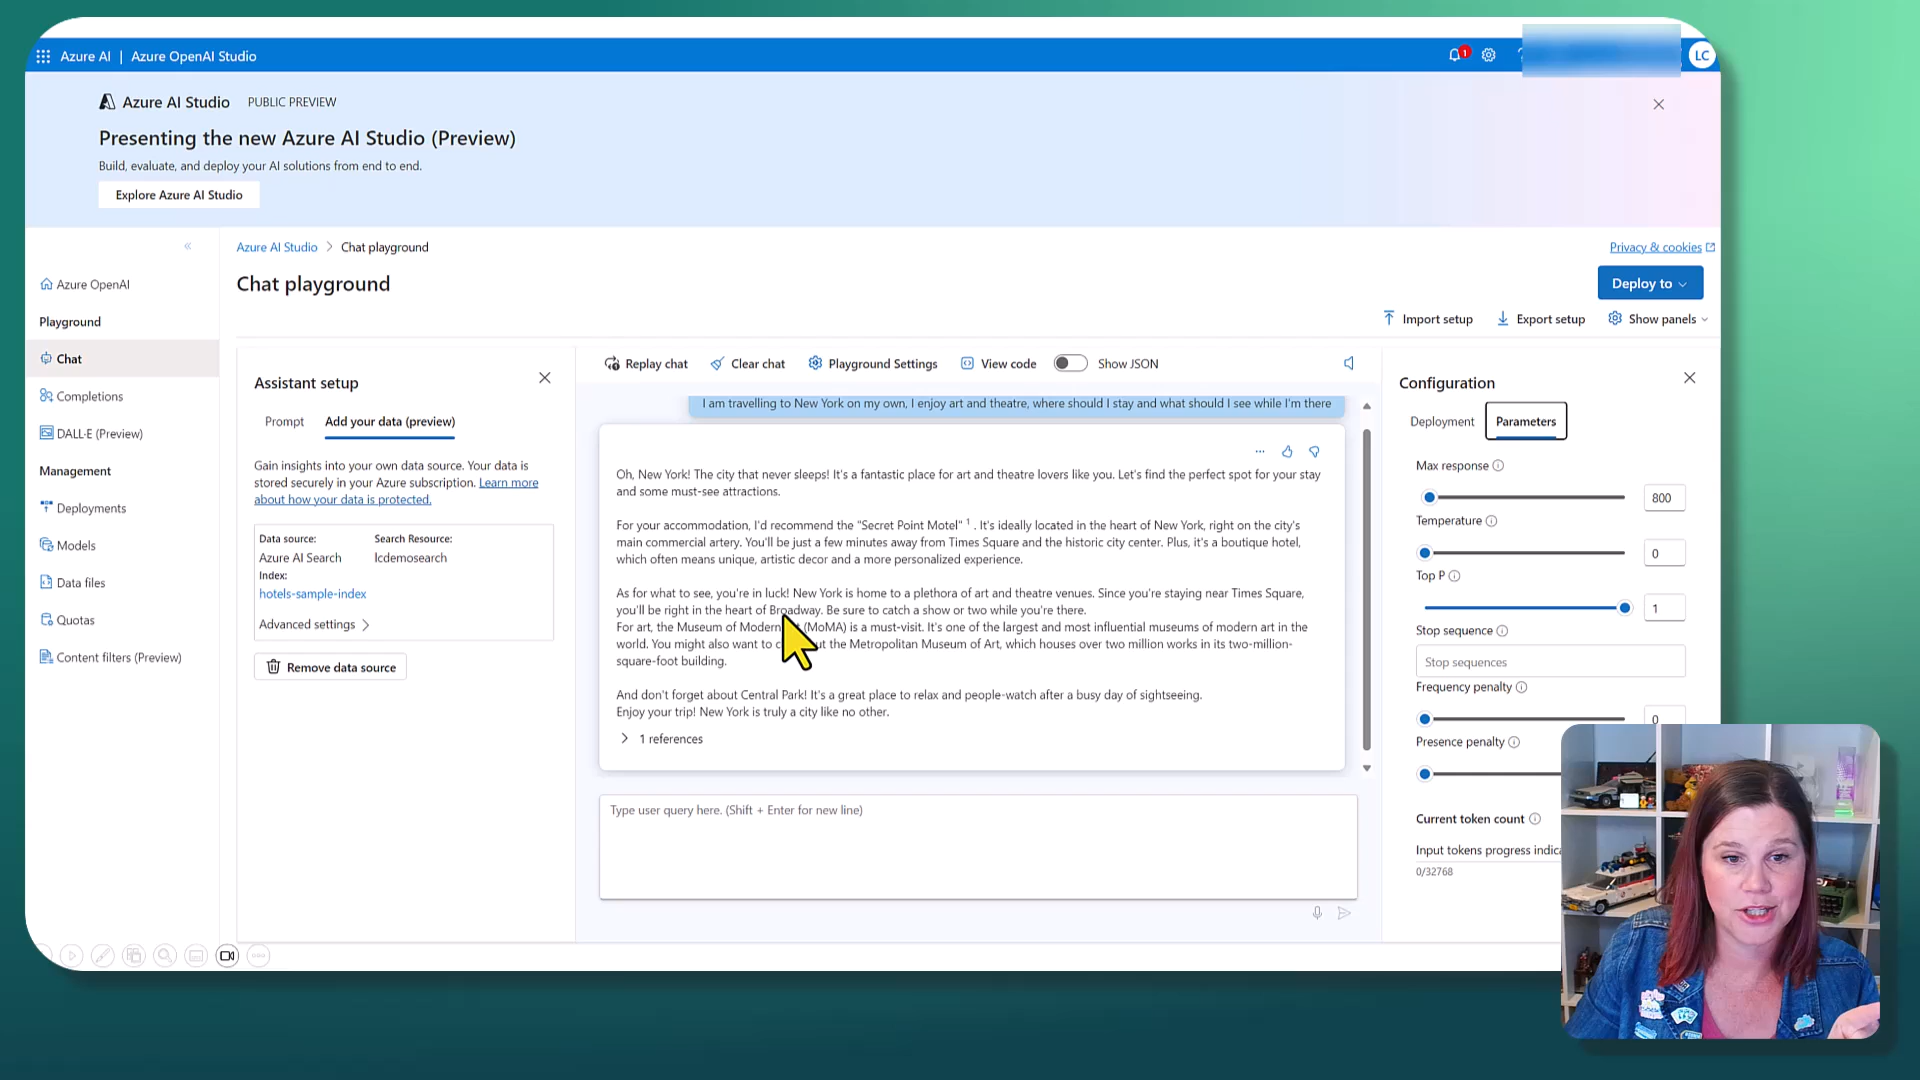 Azure AI | Azure OpenAI Studio
1
LC
Azure AI Studio PUBLIC PREVIEW
Presenting the new Azure AI Studio (Preview)
Build, evaluate, and deploy your AI solutions from end to end.
Explore Azure AI Studio
Azure AI Studio > Chat playground
Privacy & cookies
Azure OpenAI
Playground
Chat
Completions
DALL·E (Preview)
Management
Deployments
Models
Data files
Quotas
Content filters (Preview)
Chat playground
Deploy to
Import setup
Export setup
Show panels
Assistant setup
Prompt
Add your data (preview)
Gain insights into your own data source. Your data is
stored securely in your Azure subscription. Learn more
about how your data is protected.
Data source:
Search Resource:
Azure AI Search
lcdemosearch
Index:
hotels-sample-index
Advanced settings
Remove data source
Replay chat
Clear chat
Playground Settings
View code
Show JSON
I am travelling to New York on my own, I enjoy art and theatre, where should I stay and what should I see while I'm there
Oh, New York! The city that never sleeps! It's a fantastic place for art and theatre lovers like you. Let's find the perfect spot for your stay
and some must-see attractions.
For your accommodation, I'd recommend the "Secret Point Motel" 1 . It's ideally located in the heart of New York, right on the city's
main commercial artery. You'll be just a few minutes away from Times Square and the historic city center. Plus, it's a boutique hotel,
which often means unique, artistic decor and a more personalized experience.
As for what to see, you're in luck! New York is home to a plethora of art and theatre venues. Since you're staying near Times Square,
you'll be right in the heart of Broadway. Be sure to catch a show or two while you're there.
For art, the Museum of Modern (MoMA) is a must-visit. It's one of the largest and most influential museums of modern art in the
world. You might also want to the Metropolitan Museum of Art, which houses over two million works in its two-million-
square-foot building.
And don't forget about Central Park! It's a great place to relax and people-watch after a busy day of sightseeing.
Enjoy your trip! New York is truly a city like no other.
1 references
Type user query here. (Shift + Enter for new line)
Configuration
Deployment
Parameters
Max response
800
Temperature
0
Top P
1
Stop sequence
Stop sequences
Frequency penalty
0
Presence penalty
Current token count
Input tokens progress
0/32768